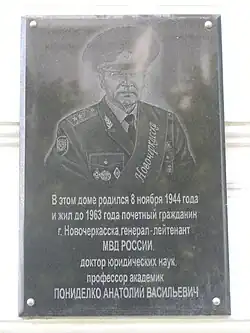 Новочеркасск
В этом доме родился 8 ноября 1944 года
и жил до 1963 года почетный гражданин
г. Новочеркасска, генерал-лейтенант
МВД РОССИИ.
доктор юридических наук,
профессор академик
ПОНИДЕЛКО АНАТОЛИЙ ВАСИЛЬЕВИЧ